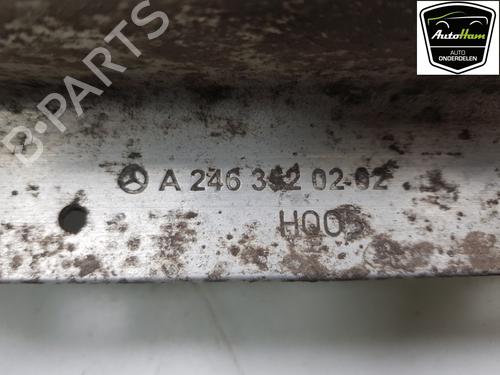 AutoHam
AUTO
ONDERDELEN
B-PARTS
A 246 352 02-02
HQ05